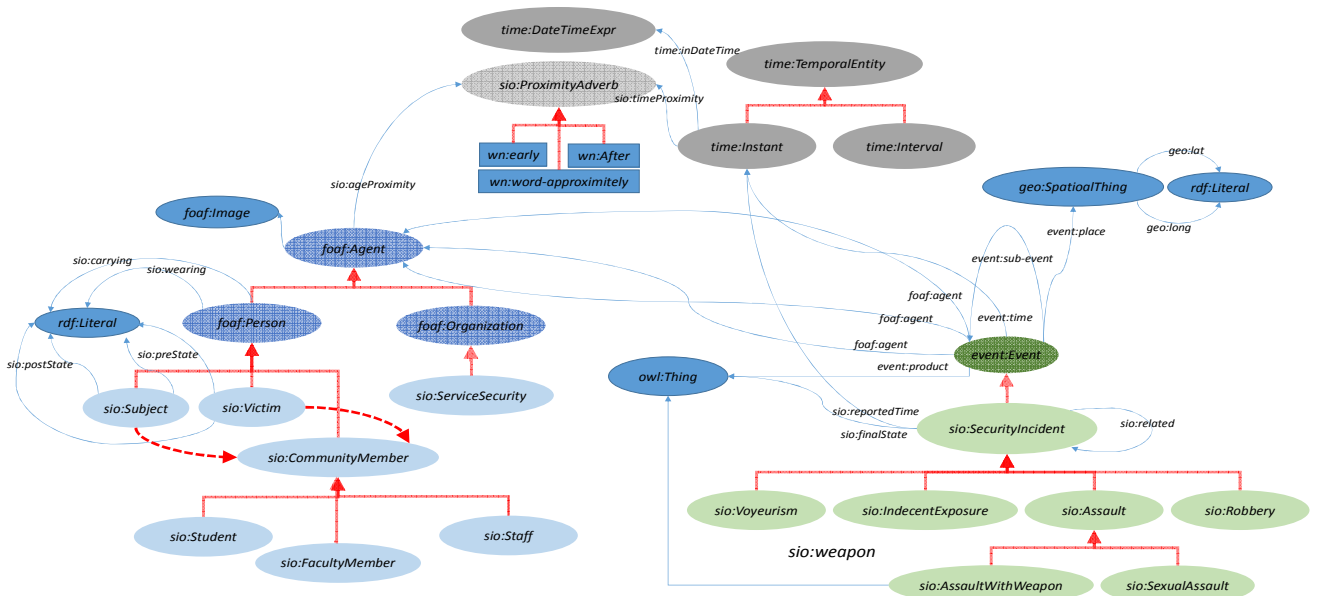 time:DateTimeExpr
time:inDateTime
time:TemporalEntity
sio:ProximityAdverb
sio:timeProximity
wn:early
wn:After
time:Instant
time:Interval
geo:lat
wn:word-approximitely
sio:ageProximity
geo:SpatioalThing
rdf:Literal
foaf:Image
geo:long
event:place
foaf:Agent
event:sub-event
sio:carrying
sio:wearing
foaf:agent
foaf:agent
event:time
rdf:Literal
foaf:Person
foaf:Organization
foaf:agent
event:Event
sio:postState
sio:preState
event:product
owl:Thing
sio:ServiceSecurity
sio:Subject
sio:Victim
sio:reportedTime
sio:finalState
sio:SecurityIncident
sio:related
sio:CommunityMember
sio:Voyeurism
sio:IndecentExposure
sio:Assault
sio:Robbery
sio:Student
sio:Staff
sio:FacultyMember
sio:weapon
sio:AssaultWithWeapon
sio:SexualAssault